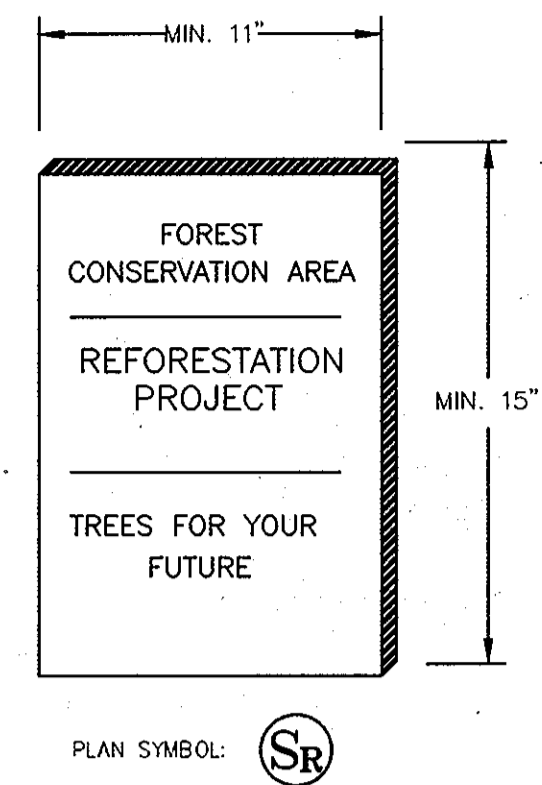 MIN. 11"
FOREST
CONSERVATION AREA
REFORESTATION
PROJECT
MIN. 15"
TREES FOR YOUR
FUTURE
PLAN SYMBOL: SR